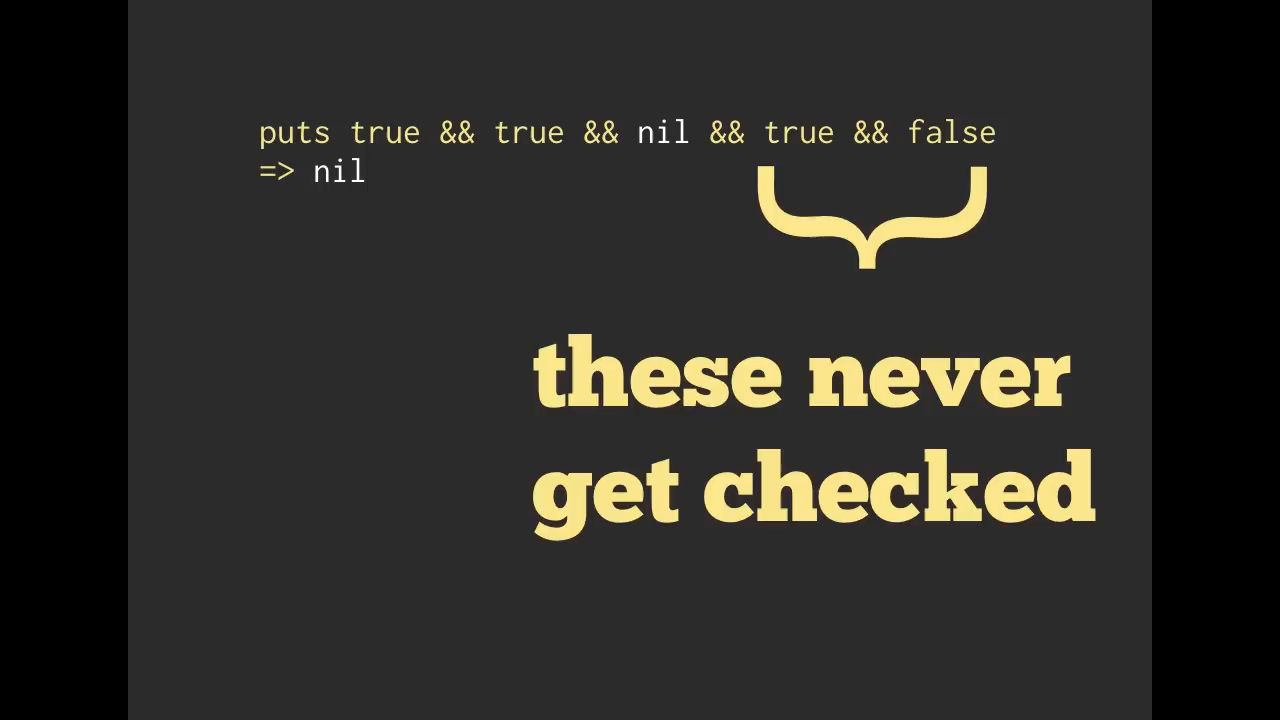 puts true && true && nil && true && false
=> nil
these never
get checked